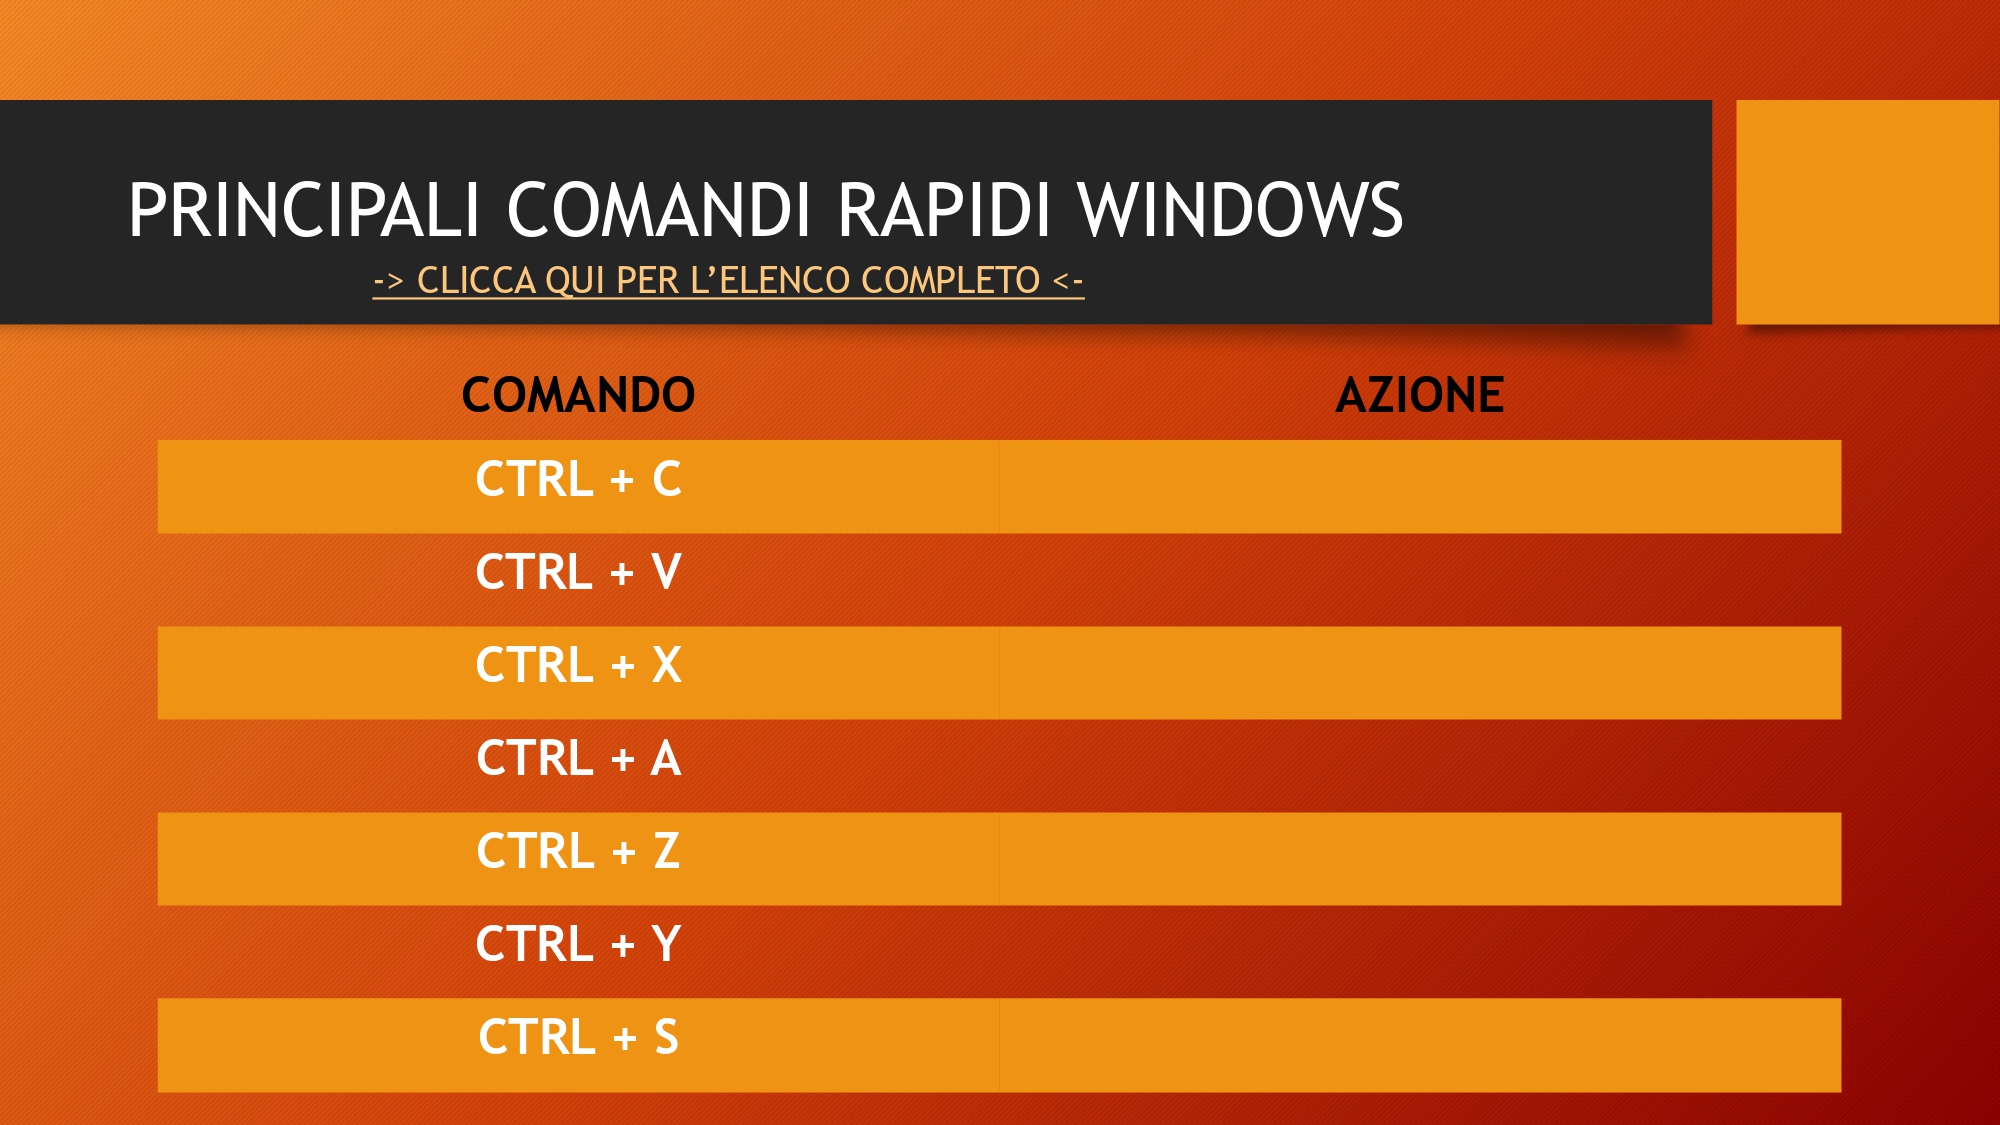 PRINCIPALI COMANDI RAPIDI WINDOWS
-> CLICCA QUI PER L’ELENCO COMPLETO <-
COMANDO AZIONE
CTRL + C
CTRL + V
CTRL + X
CTRL + A
CTRL + Z
CTRL + Y
CTRL + S